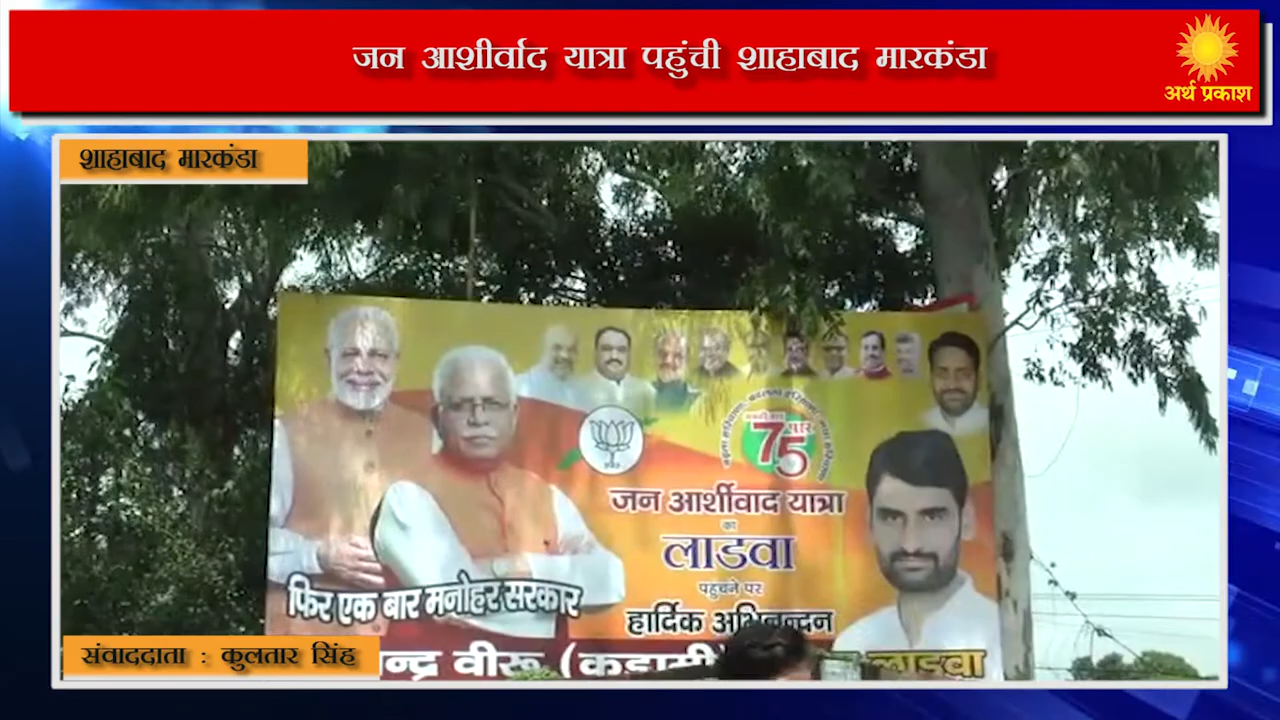 जन आशीर्वाद यात्रा पहुंची शाहाबाद मारकंडा
अर्थ प्रकाश
शाहाबाद मारकंडा
75
पार
जन आर्शीवाद यात्रा
का
लाडवा
पहुचने पर
हार्दिक अभिनन्दन
फिर एक बार मनोहर सरकार
वीरू (कड़ामी)
लाडवा
संवाददाता : कुलतार सिंह